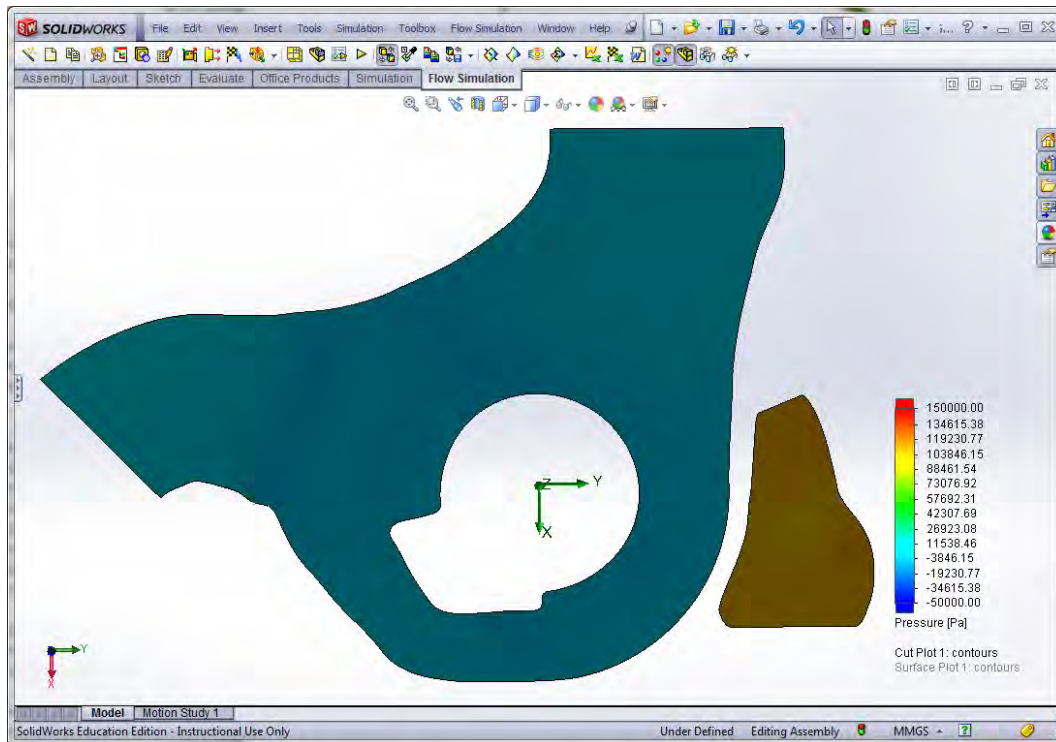 SW SOLIDWORKS File Edit View Insert Tools Simulation Toolbox Flow Simulation Window Help i... ?
Assembly Layout Sketch Evaluate Office Products Simulation Flow Simulation
Z Y
X
150000.00
134615.38
119230.77
103846.15
88461.54
73076.92
57692.31
42307.69
26923.08
11538.46
-3846.15
-19230.77
-34615.38
-50000.00
Pressure [Pa]
Cut Plot 1: contours
Surface Plot 1: contours
Y
X
Model Motion Study 1
SolidWorks Education Edition - Instructional Use Only Under Defined Editing Assembly MMGS ?